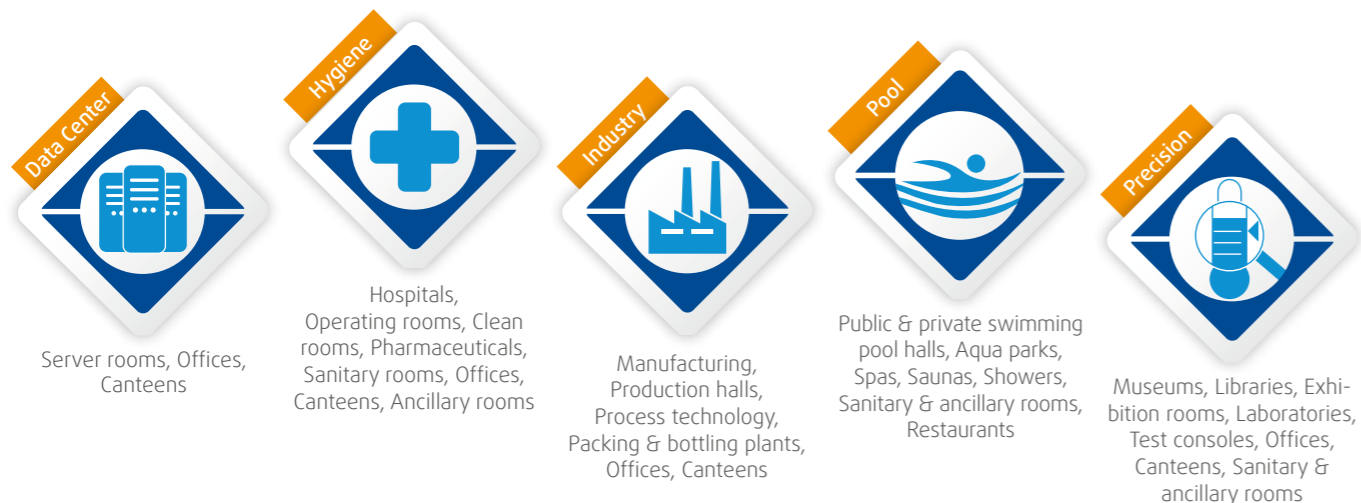 Data Center
Server rooms, Offices,
Canteens
Hygiene
Hospitals,
Operating rooms, Clean
rooms, Pharmaceuticals,
Sanitary rooms, Offices,
Canteens, Ancillary rooms
Industry
Manufacturing,
Production halls,
Process technology,
Packing & bottling plants,
Offices, Canteens
Pool
Public & private swimming
pool halls, Aqua parks,
Spas, Saunas, Showers,
Sanitary & ancillary rooms,
Restaurants
Precision
Museums, Libraries, Exhi-
bition rooms, Laboratories,
Test consoles, Offices,
Canteens, Sanitary &
ancillary rooms